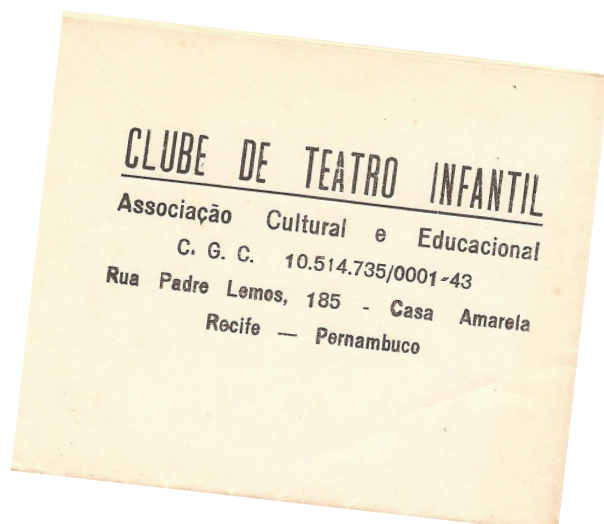 CLUBE DE TEATRO INFANTIL
Associação Cultural e Educacional
C. G. C. 10.514.735/0001-43
Rua Padre Lemos, 185 - Casa Amarela
Recife — Pernambuco